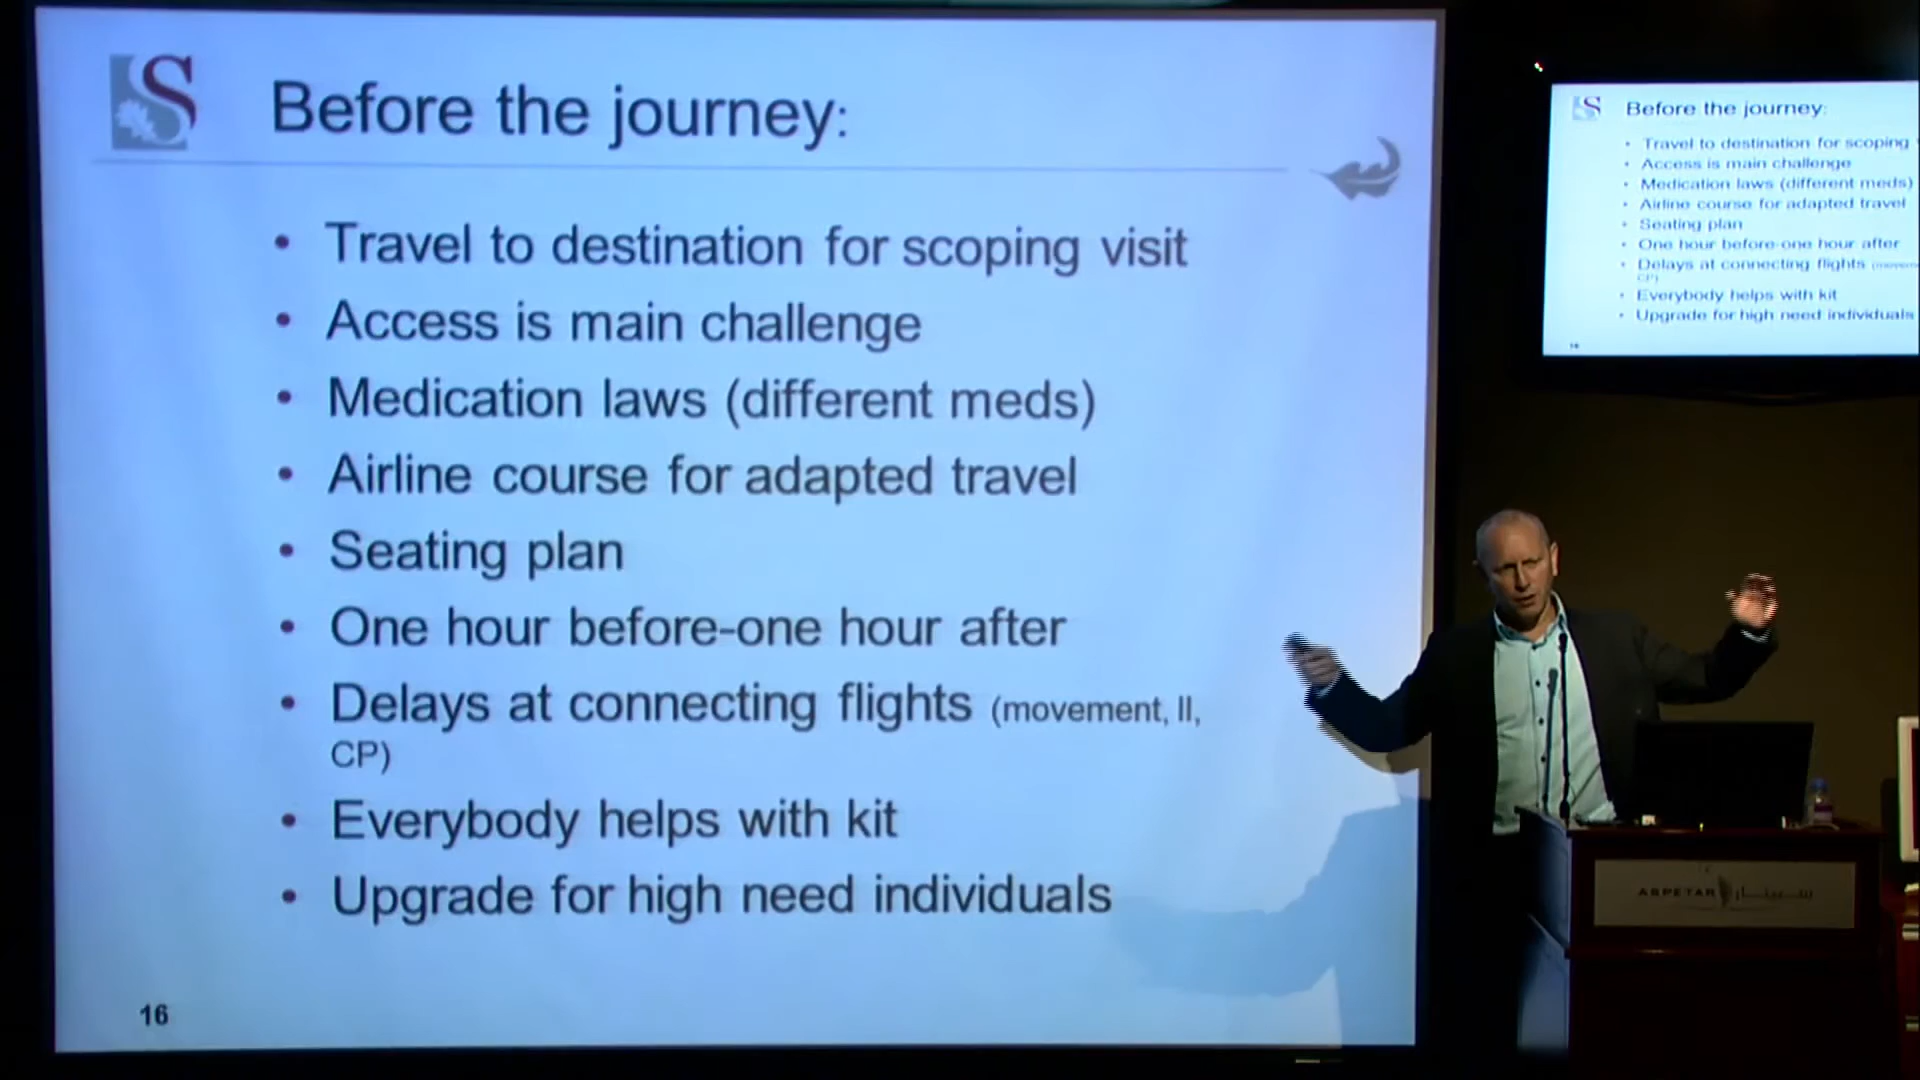 S
Before the journey:
• Travel to destination for scoping visit
• Access is main challenge
• Medication laws (different meds)
• Airline course for adapted travel
• Seating plan
• One hour before-one hour after
• Delays at connecting flights (movement, II,
CP)
• Everybody helps with kit
• Upgrade for high need individuals
16
S
Before the journey:
• Travel to destination for scoping
• Access is main challenge
• Medication laws (different meds)
• Airline course for adapted travel
• Seating plan
• One hour before-one hour after
• Delays at connecting flights
CP)
• Everybody helps with kit
• Upgrade for high need individuals
16
ASPETAR سبيتار